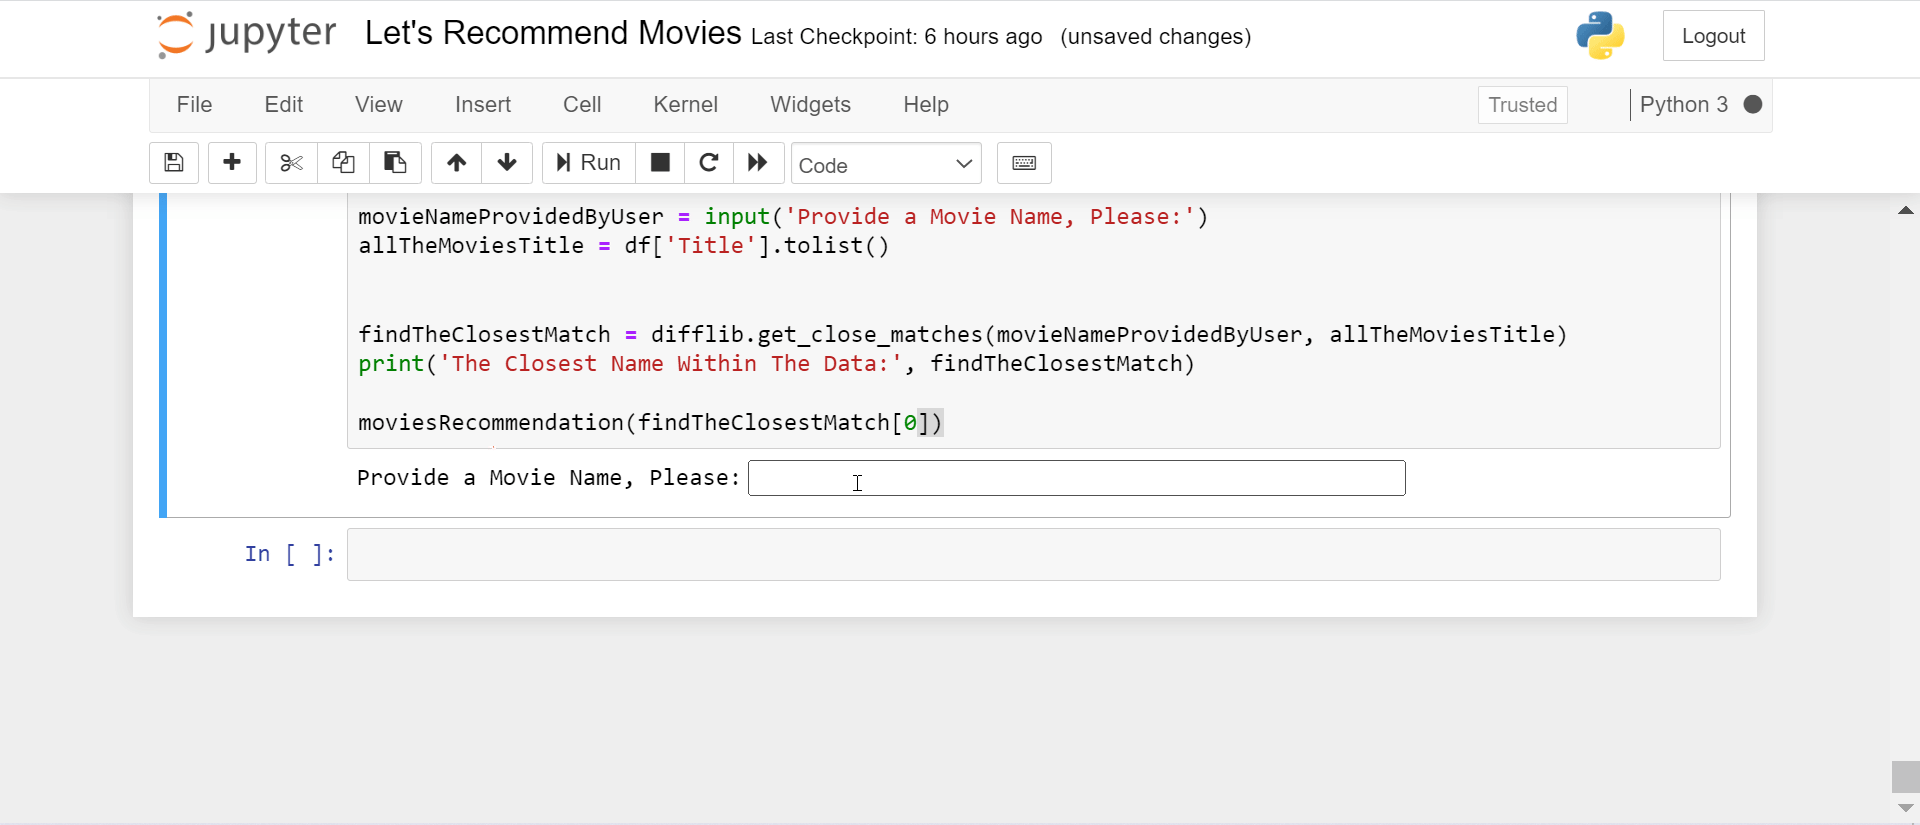 jupyter Let's Recommend Movies Last Checkpoint: 6 hours ago (unsaved changes) Logout
File Edit View Insert Cell Kernel Widgets Help Trusted Python 3
Run Code
movieNameProvidedByUser = input('Provide a Movie Name, Please:')
allTheMoviesTitle = df['Title'].tolist()
findTheClosestMatch = difflib.get_close_matches(movieNameProvidedByUser, allTheMoviesTitle)
print('The Closest Name Within The Data:', findTheClosestMatch)
moviesRecommendation(findTheClosestMatch[0])
Provide a Movie Name, Please:
In [ ]: